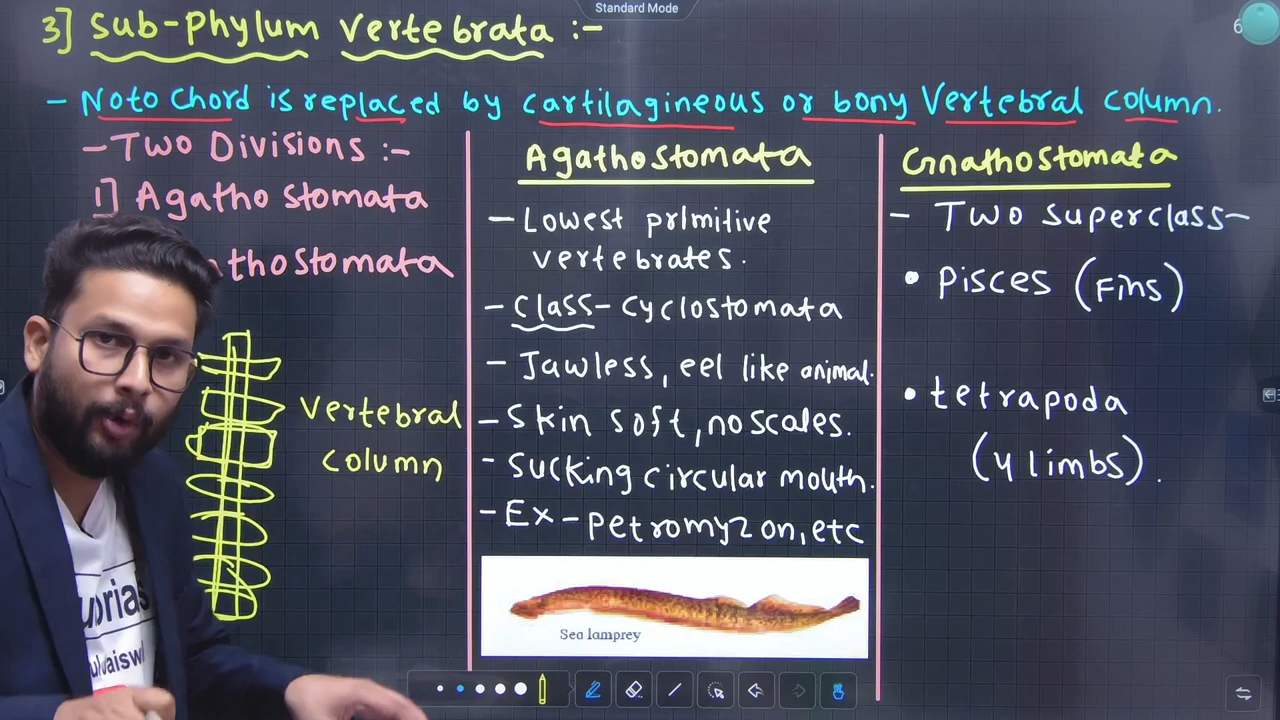 Standard Mode
3] Sub-Phylum Vertebrata :-
6
- Noto Chord is replaced by cartilagineous or bony Vertebral column.
- Two Divisions :-
1] Agatho stomata
thostomata
Vertebral
column
Agathostomata
- Lowest primitive
vertebrates.
- Class - Cyclostomata
- Jawless, eel like animal.
- Skin soft, no scales.
- Sucking circular mouth.
- Ex - Petromyzon, etc
Sea lamprey
Gnathostomata
- Two superclass -
• Pisces (Fins)
• tetrapoda
(4 limbs).